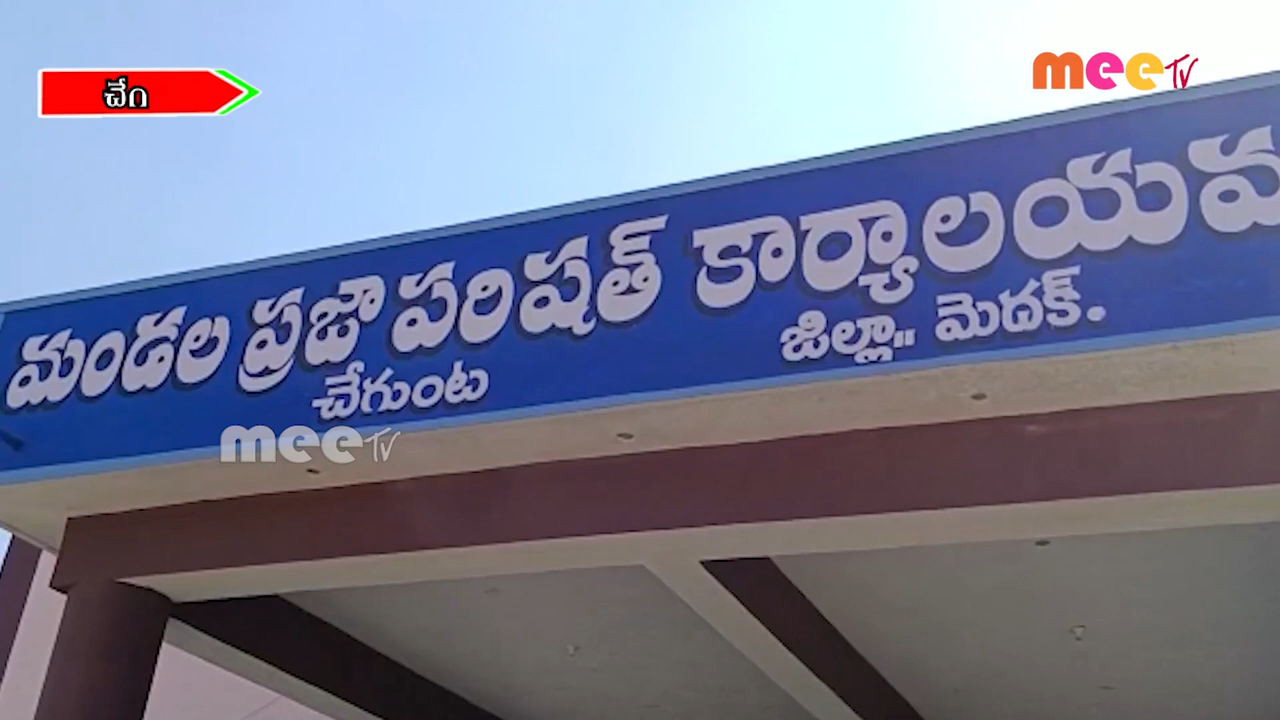 చేం
meeTV
మండల ప్రజా పరిషత్ కార్యాలయమ
చేగుంట
జిల్లా.. మెదక్.
meeTV